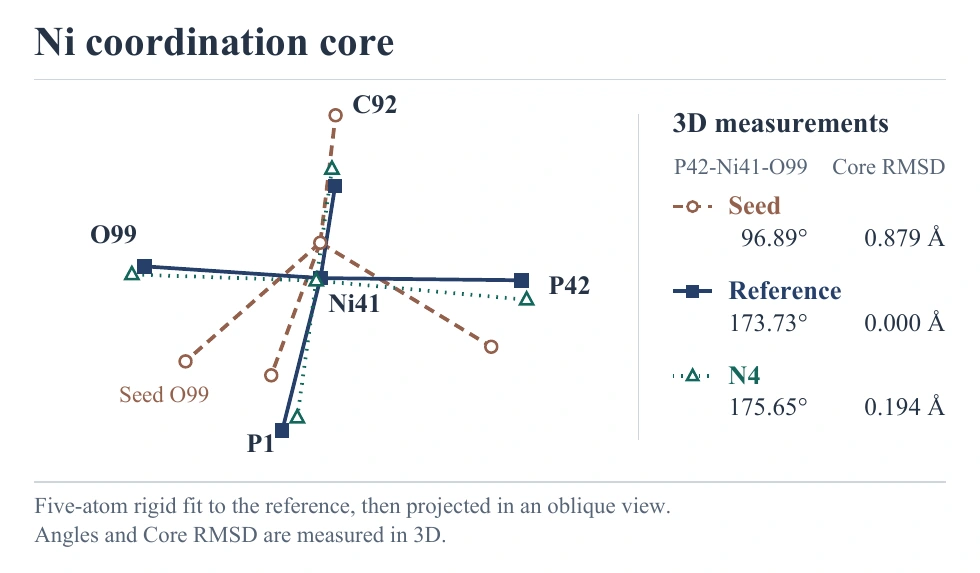 Ni coordination core
C92
O99
P42
Ni41
Seed O99
P1
3D measurements
P42-Ni41-O99 Core RMSD
Seed
96.89° 0.879 Å
Reference
173.73° 0.000 Å
N4
175.65° 0.194 Å
Five-atom rigid fit to the reference, then projected in an oblique view.
Angles and Core RMSD are measured in 3D.